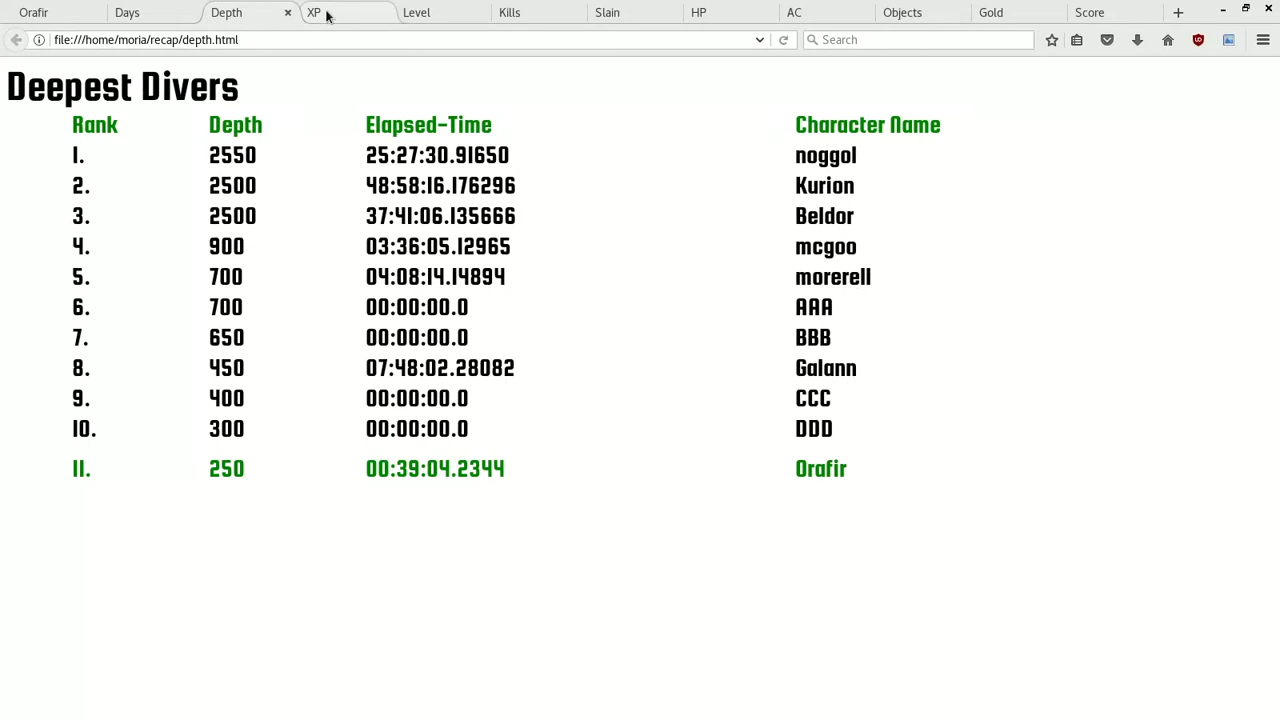 Orafir Days Depth XP Level Kills Slain HP AC Objects Gold Score
file:///home/moria/recap/depth.html Search
Deepest Divers
Rank Depth Elapsed-Time Character Name
1. 2550 25:27:30.91650 noggol
2. 2500 48:58:16.176296 Kurion
3. 2500 37:41:06.135666 Beldor
4. 900 03:36:05.12965 mcgoo
5. 700 04:08:14.14894 morerell
6. 700 00:00:00.0 AAA
7. 650 00:00:00.0 BBB
8. 450 07:48:02.28082 Galann
9. 400 00:00:00.0 CCC
10. 300 00:00:00.0 DDD
11. 250 00:39:04.2344 Orafir